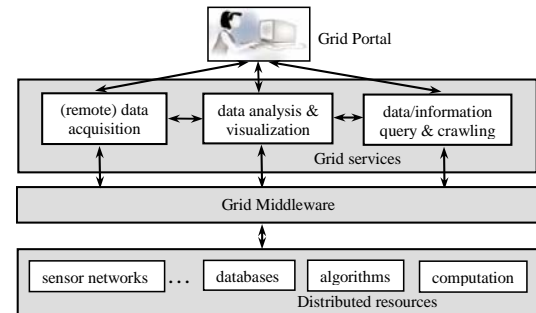 Grid Portal
(remote) data
acquisition
data analysis &
visualization
data/information
query & crawling
Grid services
Grid Middleware
sensor networks ... databases algorithms computation
Distributed resources